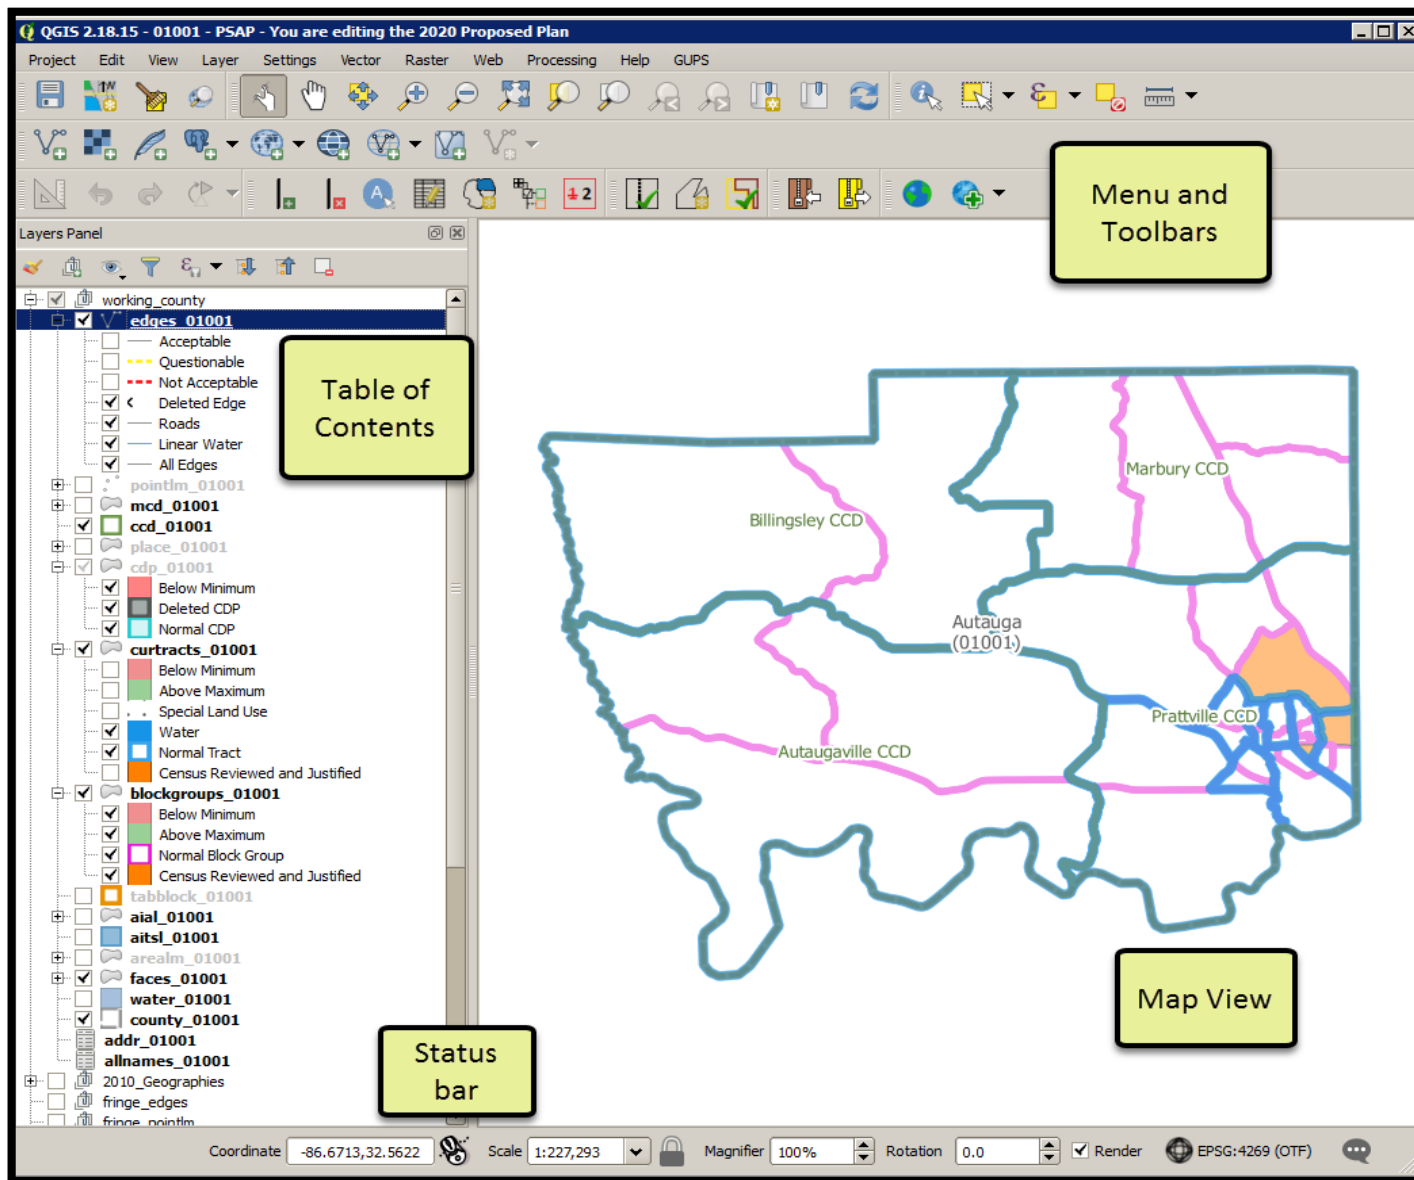 QGIS 2.18.15 - 01001 - PSAP - You are editing the 2020 Proposed Plan
Project Edit View Layer Settings Vector Raster Web Processing Help GUPS
Menu and
Toolbars
Layers Panel
working_county
edges_01001
Acceptable
Questionable
Not Acceptable
Deleted Edge
Roads
Linear Water
All Edges
pointlm_01001
mcd_01001
ccd_01001
place_01001
cdp_01001
Below Minimum
Deleted CDP
Normal CDP
curtracts_01001
Below Minimum
Above Maximum
Special Land Use
Water
Normal Tract
Census Reviewed and Justified
blockgroups_01001
Below Minimum
Above Maximum
Normal Block Group
Census Reviewed and Justified
tabblock_01001
aial_01001
aitsl_01001
arealm_01001
faces_01001
water_01001
county_01001
addr_01001
allnames_01001
2010_Geographies
fringe_edges
fringe_pointlm
Table of
Contents
Marbury CCD
Billingsley CCD
Autauga
(01001)
Prattville CCD
Autaugaville CCD
Map View
Status
bar
Coordinate -86.6713,32.5622 Scale 1:227,293 Magnifier 100% Rotation 0.0 Render EPSG:4269 (OTF)